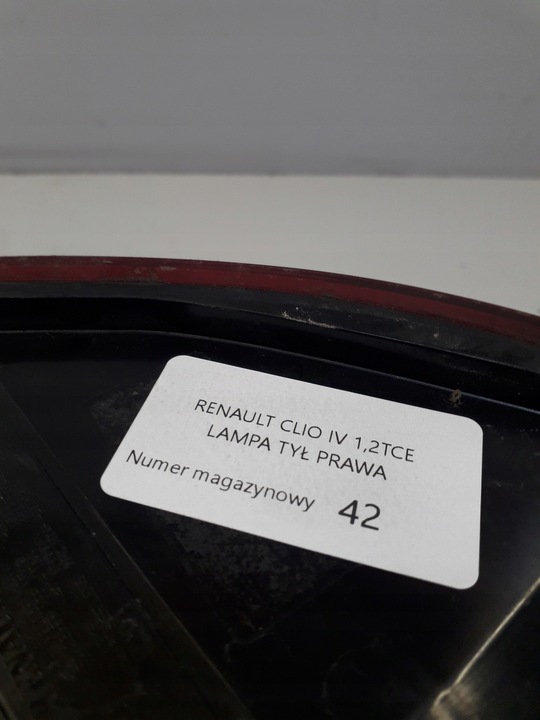 RENAULT CLIO IV 1,2TCE
LAMPA TYŁ PRAWA
Numer magazynowy 42